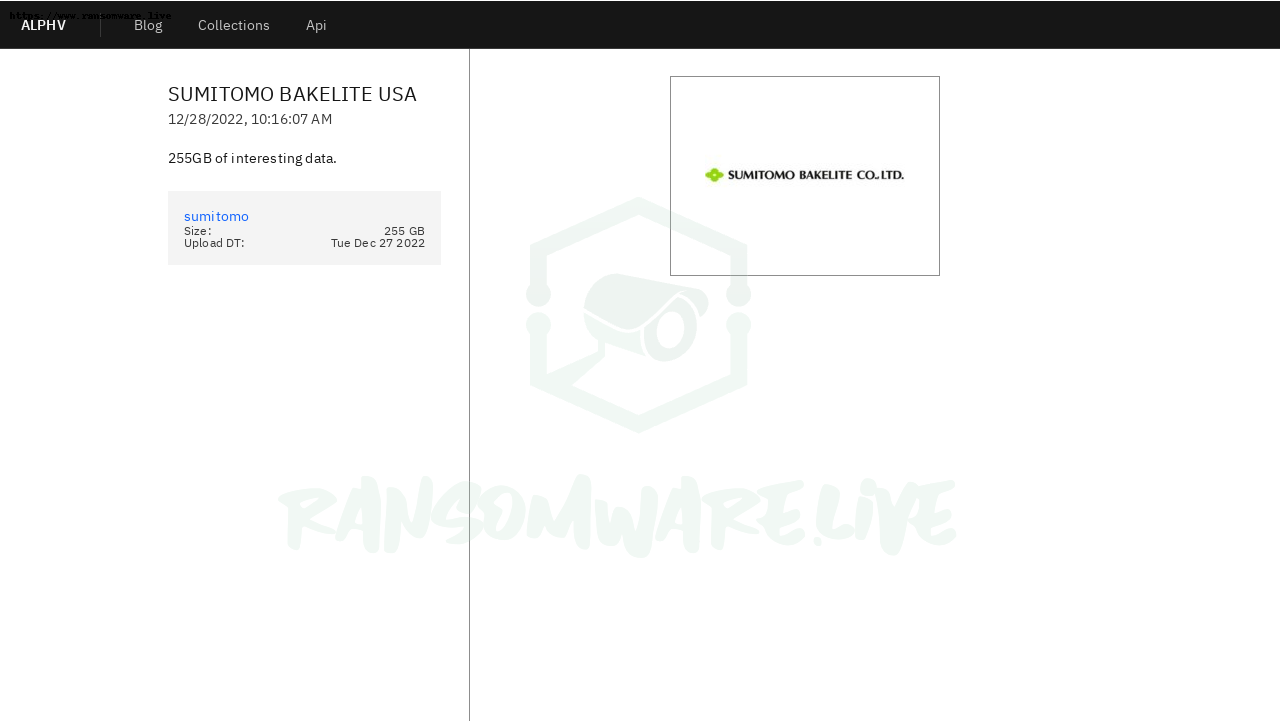 https://www.ransomware.live
ALPHV
Blog
Collections
Api
SUMITOMO BAKELITE USA
12/28/2022, 10:16:07 AM
255GB of interesting data.
sumitomo
Size: 255 GB
Upload DT: Tue Dec 27 2022
SUMITOMO BAKELITE CO., LTD.
RANSOMWARE.LIVE